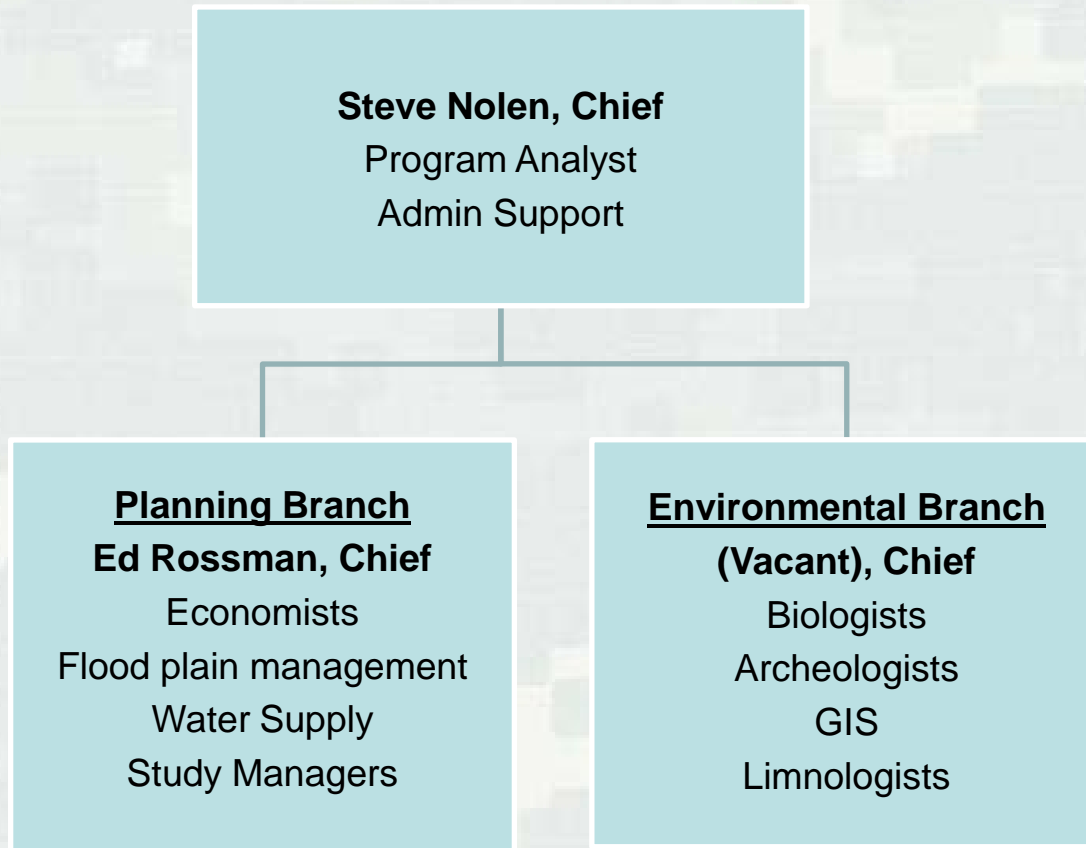 Steve Nolen, Chief
Program Analyst
Admin Support
Planning Branch
Ed Rossman, Chief
Economists
Flood plain management
Water Supply
Study Managers
Environmental Branch
(Vacant), Chief
Biologists
Archeologists
GIS
Limnologists